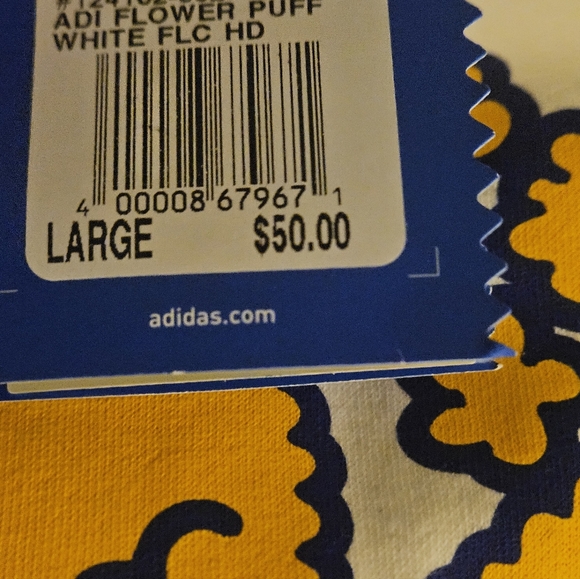 ADI FLOWER PUFF
WHITE FLC HD
4 00008 67967 1
LARGE $50.00
adidas.com